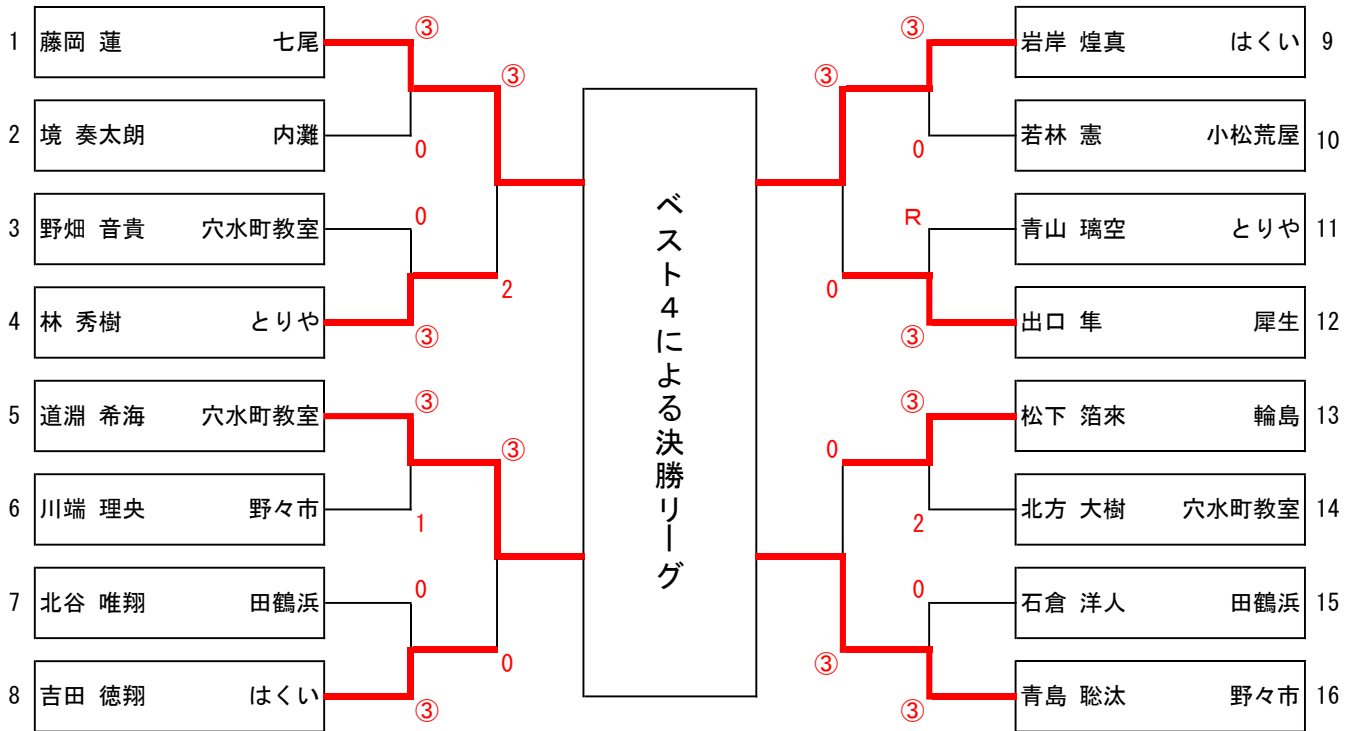 1 藤岡 蓮 七尾
③
③
2 境 奏太朗 内灘
0
3 野畑 音貴 穴水町教室
0
2
4 林 秀樹 とりや
③
5 道淵 希海 穴水町教室
③
③
6 川端 理央 野々市
1
7 北谷 唯翔 田鶴浜
0
0
8 吉田 徳翔 はくい
③
ベスト4による決勝リーグ
③
岩岸 煌真 はくい 9
③
0
若林 憲 小松荒屋 10
R
青山 璃空 とりや 11
0
③
出口 隼 犀生 12
③
松下 箔來 輪島 13
0
2
北方 大樹 穴水町教室 14
0
石倉 洋人 田鶴浜 15
③
③
青島 聡汰 野々市 16